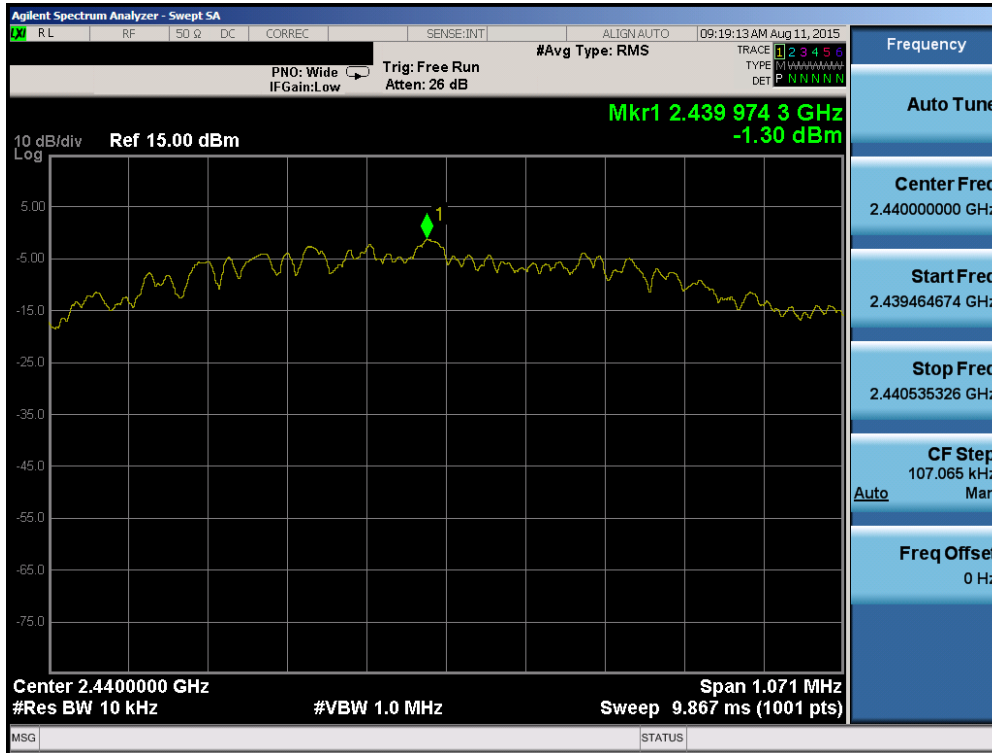 Agilent Spectrum Analyzer - Swept SA
LXI RL RF 50 Ω DC CORREC SENSE:INT ALIGN AUTO 09:19:13 AM Aug 11, 2015
#Avg Type: RMS TRACE 1 2 3 4 5 6
PNO: Wide Trig: Free Run TYPE M
IFGain:Low Atten: 26 dB DET P N N N N N
Mkr1 2.439 974 3 GHz
-1.30 dBm
10 dB/div Ref 15.00 dBm
Log
1
5.00
-5.00
-15.0
-25.0
-35.0
-45.0
-55.0
-65.0
-75.0
Center 2.4400000 GHz Span 1.071 MHz
#Res BW 10 kHz #VBW 1.0 MHz Sweep 9.867 ms (1001 pts)
MSG STATUS
Frequency
Auto Tune
Center Freq
2.440000000 GHz
Start Freq
2.439464674 GHz
Stop Freq
2.440535326 GHz
CF Step
107.065 kHz
Auto Man
Freq Offset
0 Hz